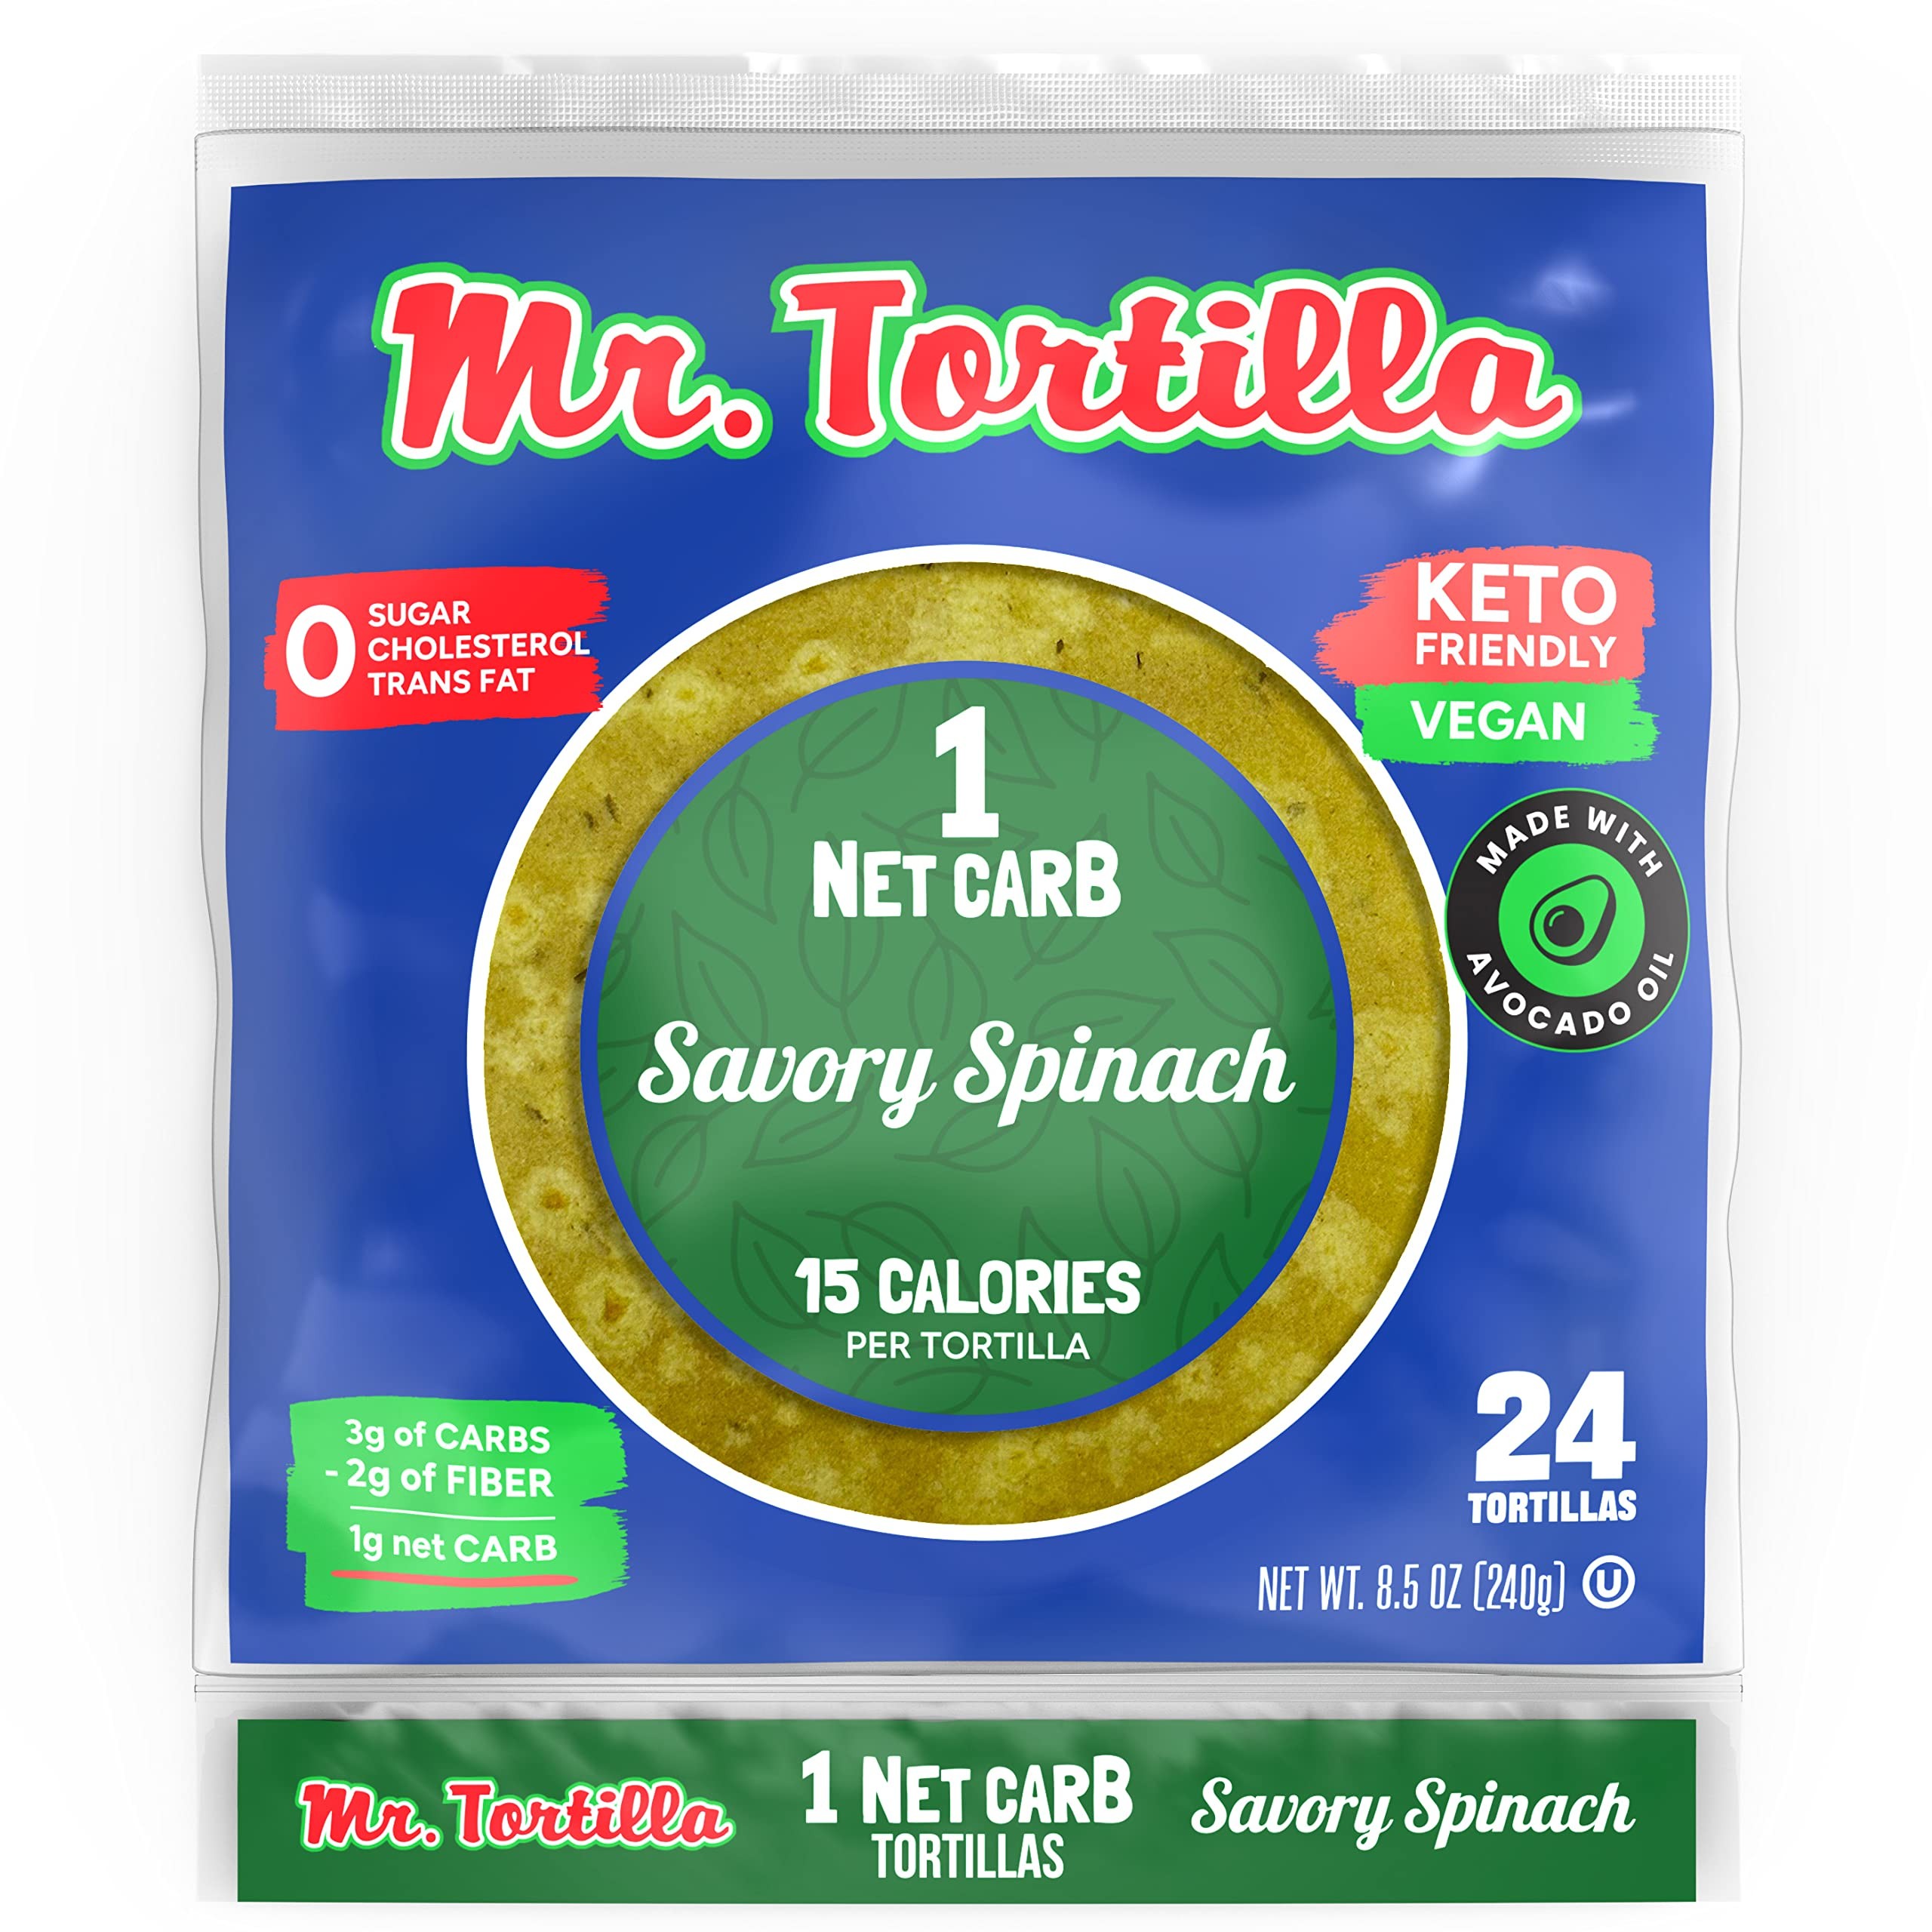 Mr. Tortilla
0 SUGAR
CHOLESTEROL
TRANS FAT
KETO
FRIENDLY
VEGAN
MADE WITH
AVOCADO OIL
1
NET CARB
Savory Spinach
15 CALORIES
PER TORTILLA
3g of CARBS
- 2g of FIBER
1g net CARB
24
TORTILLAS
NET WT. 8.5 OZ (240g) U
Mr. Tortilla
1 NET CARB
TORTILLAS
Savory Spinach